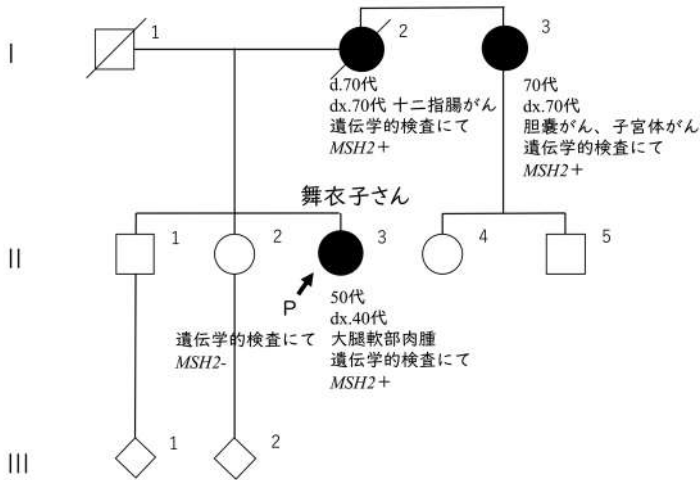 I
1
2
3
d.70代
dx.70代 十二指腸がん
遺伝学的検査にて
MSH2+
70代
dx.70代
胆嚢がん、子宮体がん
遺伝学的検査にて
MSH2+
舞衣子さん
II
1
2
3
4
5
P
遺伝学的検査にて
MSH2-
50代
dx.40代
大腿軟部肉腫
遺伝学的検査にて
MSH2+
III
1
2